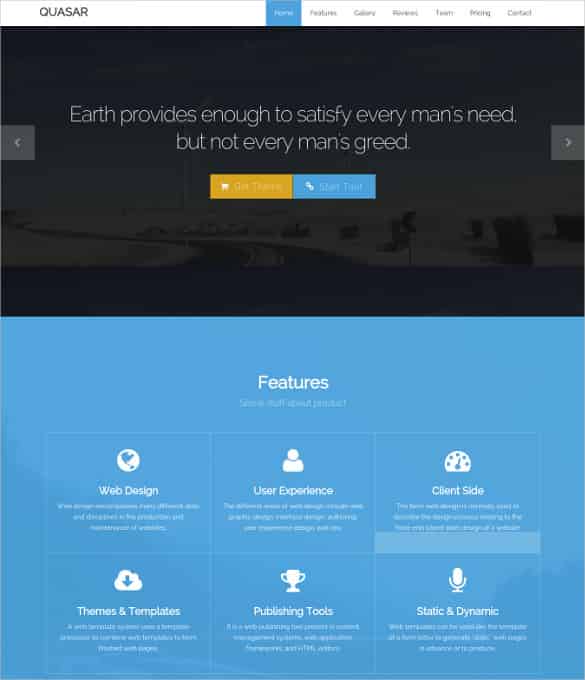 QUASAR
Home Features Gallery Reviews Team Pricing Contact
Earth provides enough to satisfy every man's need,
but not every man's greed.
Get Theme Start Tour
Features
Some stuff about product
Web Design
Web design encompasses many different skills
and disciplines in the production and
maintenance of websites.
User Experience
The different areas of web design include web
graphic design; interface design; authoring;
user experience design; and seo.
Client Side
The term web design is normally used to
describe the design process relating to the
front-end (client side) design of a website
Themes & Templates
A web template system uses a template
processor to combine web templates to form
finished web pages.
Publishing Tools
It is a web publishing tool present in content
management systems, web application
frameworks, and HTML editors.
Static & Dynamic
Web templates can be used like the template
of a form letter to generate "static" web pages
in advance or to produce.